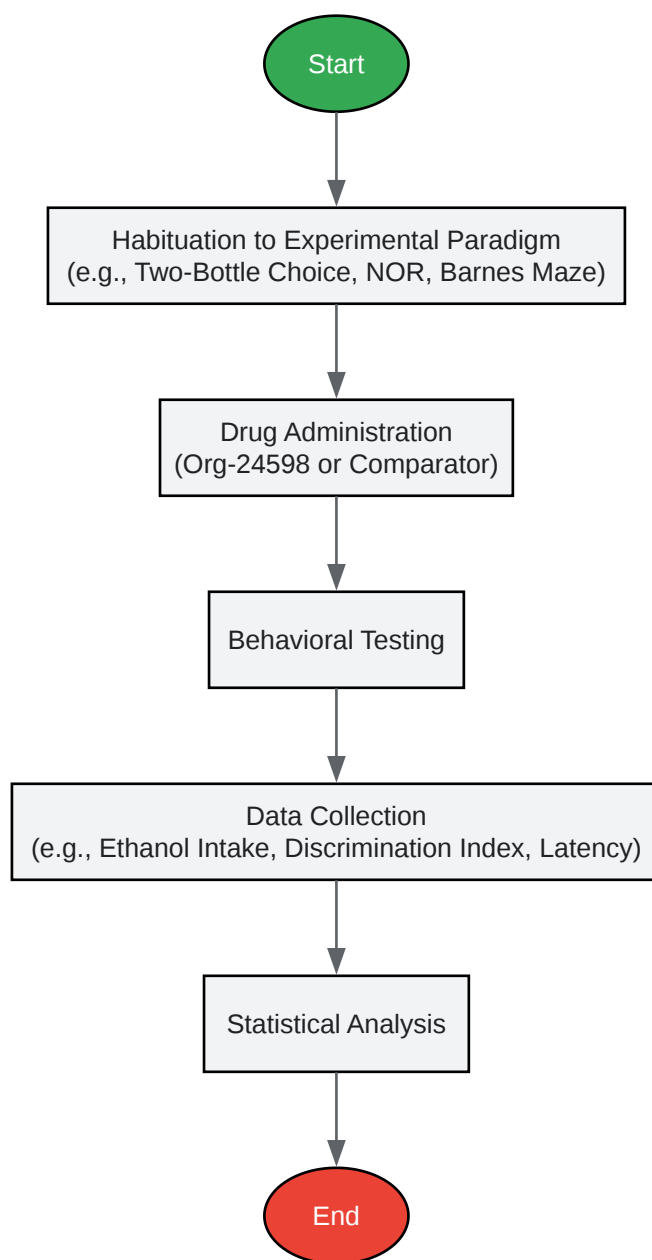 Start
Habituation to Experimental Paradigm
(e.g., Two-Bottle Choice, NOR, Barnes Maze)
Drug Administration
(Org-24598 or Comparator)
Behavioral Testing
Data Collection
(e.g., Ethanol Intake, Discrimination Index, Latency)
Statistical Analysis
End